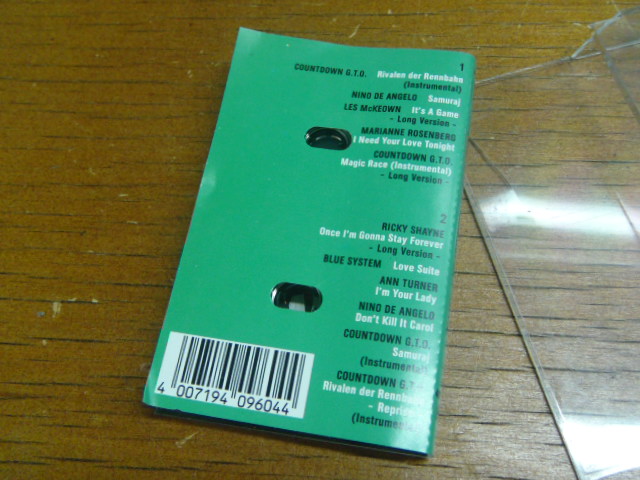 1
COUNTDOWN G.T.O. Rivalen der Rennbahn
(Instrumental)
NINO DE ANGELO Samuraj
LES McKEOWN It's A Game
- Long Version -
MARIANNE ROSENBERG
I Need Your Love Tonight
COUNTDOWN G.T.O.
Magic Race (Instrumental)
- Long Version -
2
RICKY SHAYNE
Once I'm Gonna Stay Forever
- Long Version -
BLUE SYSTEM Love Suite
ANN TURNER
I'm Your Lady
NINO DE ANGELO
Don't Kill It Carol
COUNTDOWN G.T.O.
Samuraj
(Instrumental)
COUNTDOWN G.T.O.
Rivalen der Rennbahn
- Reprise
(Instrumental)
4 007194 096044